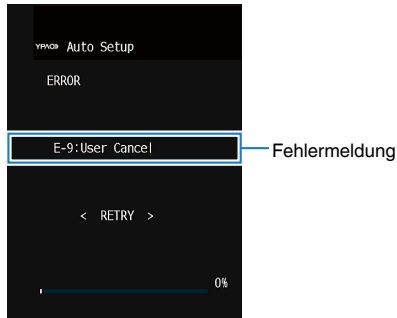 YPAO Auto Setup
ERROR
E-9:User Cancel
Fehlermeldung
< RETRY >
0%